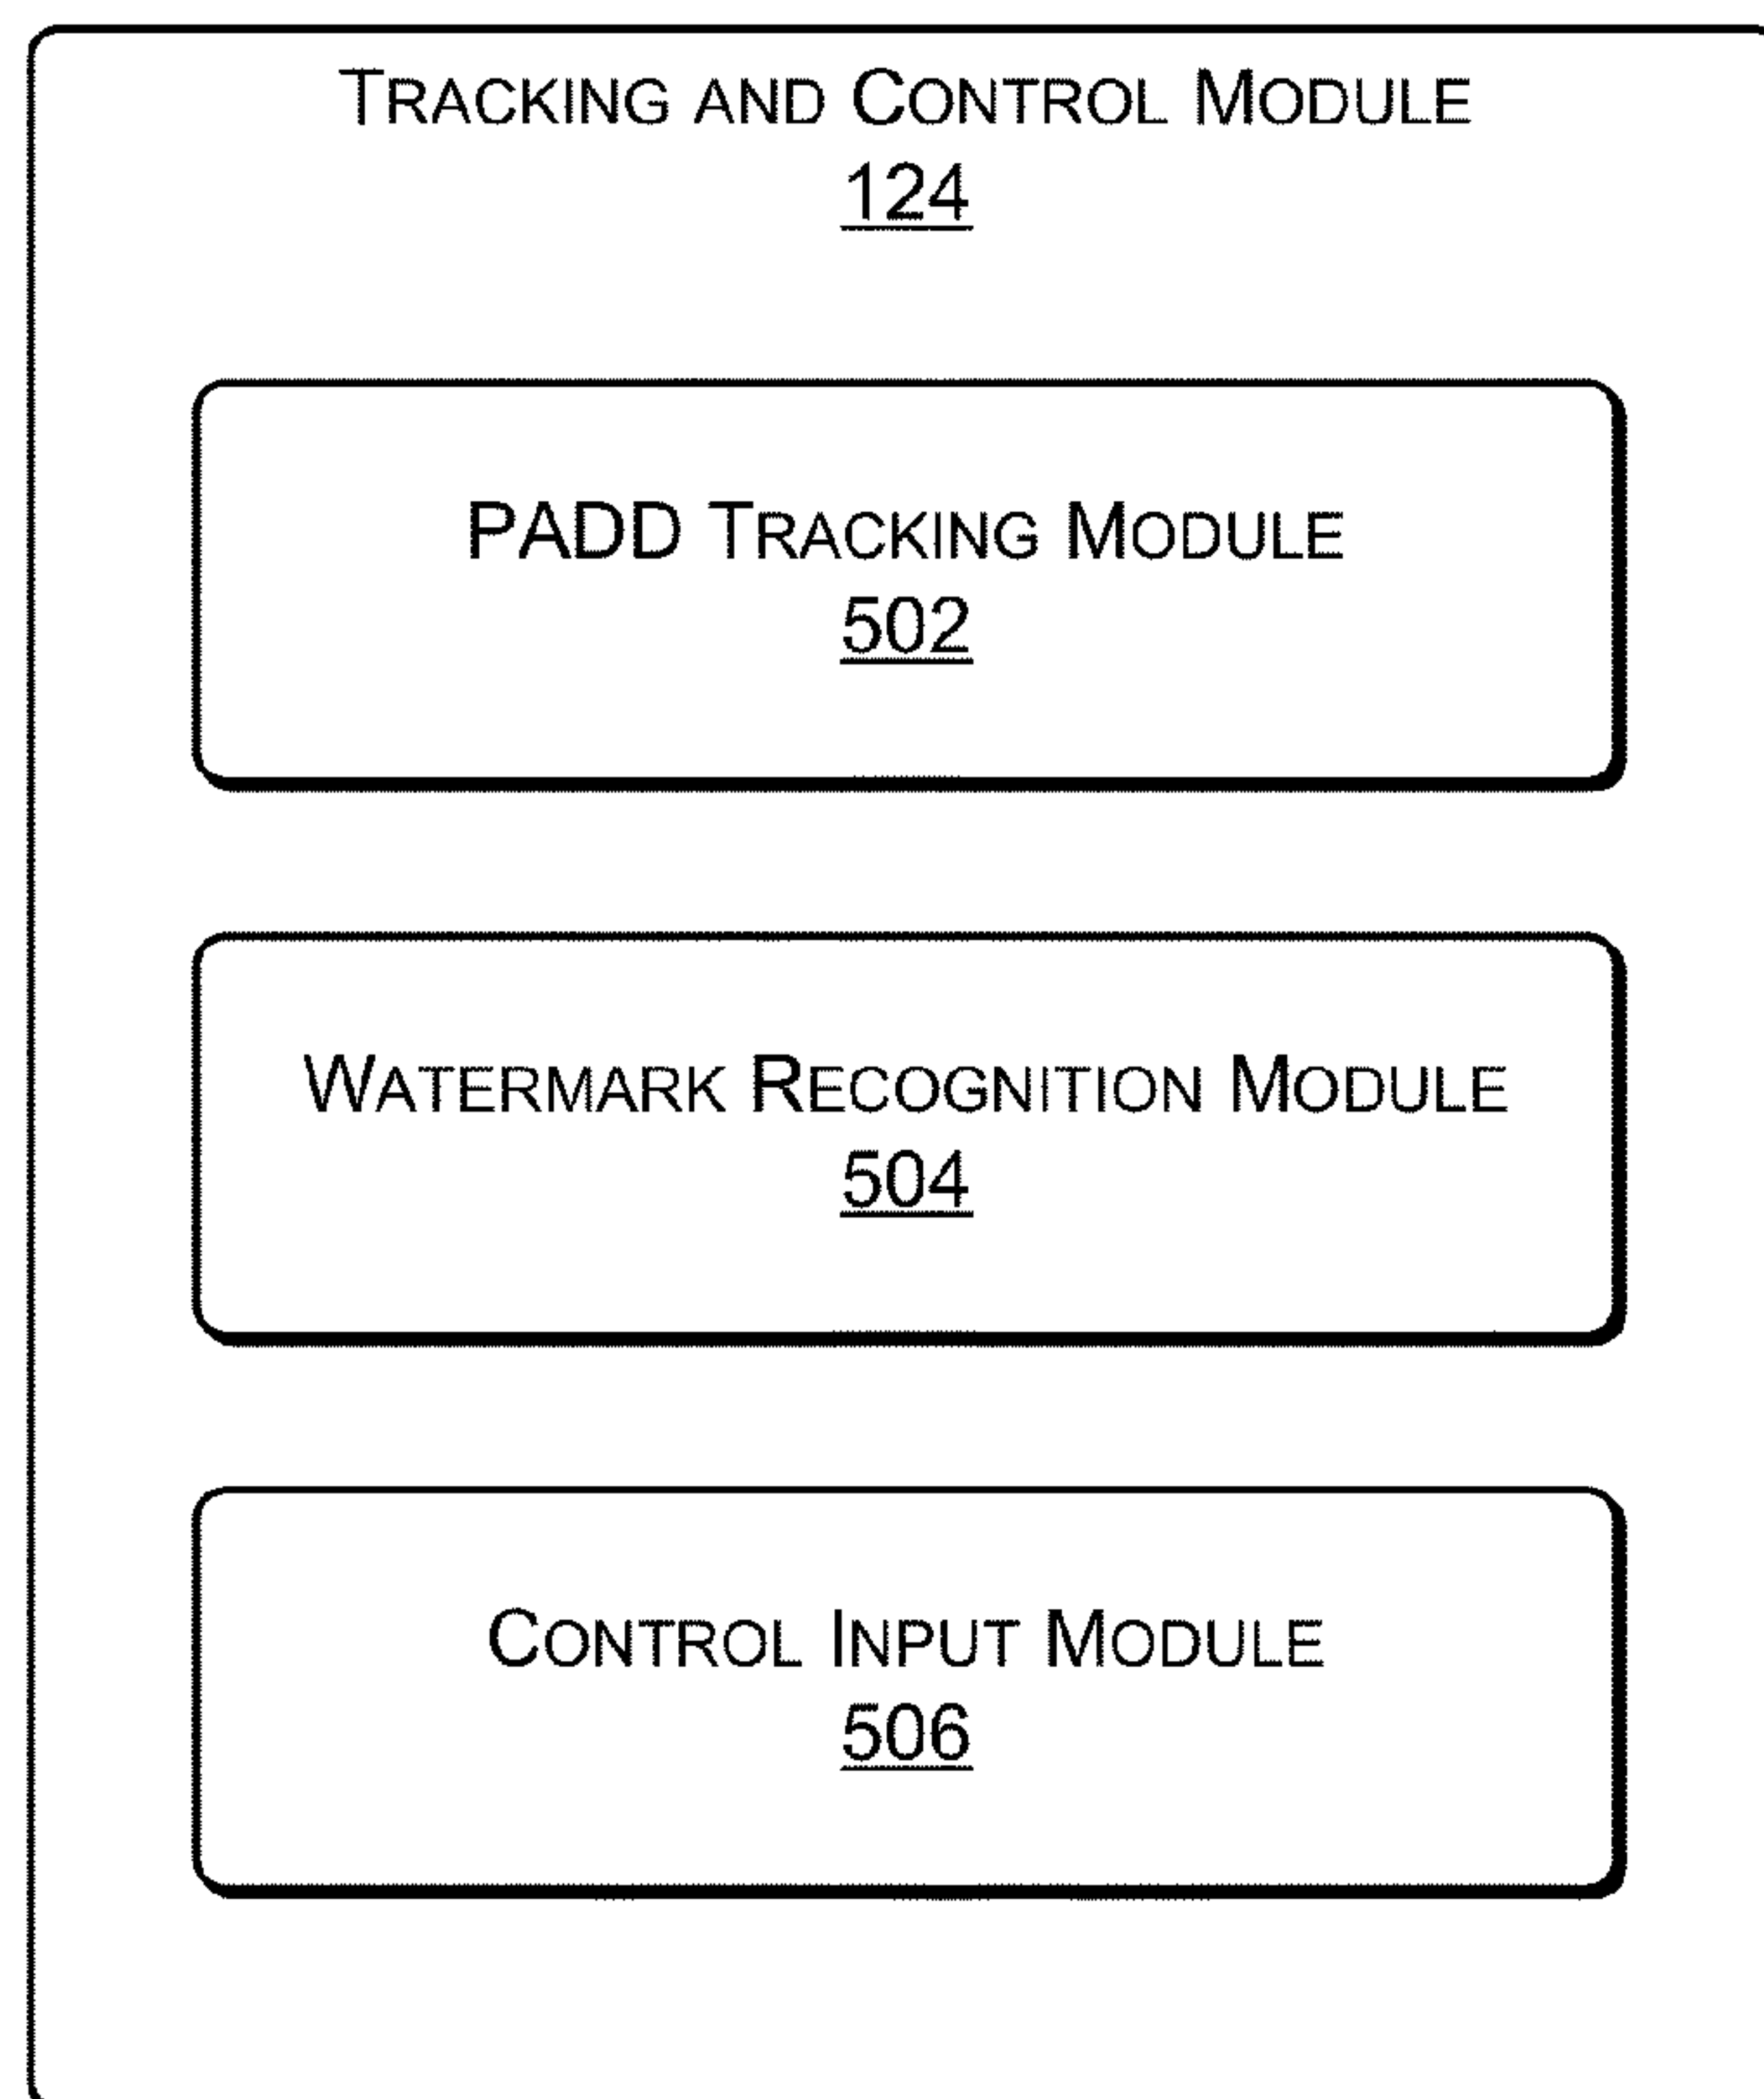 TRACKING AND CONTROL MODULE
124
PADD TRACKING MODULE
502
WATERMARK RECOGNITION MODULE
504
CONTROL INPUT MODULE
506